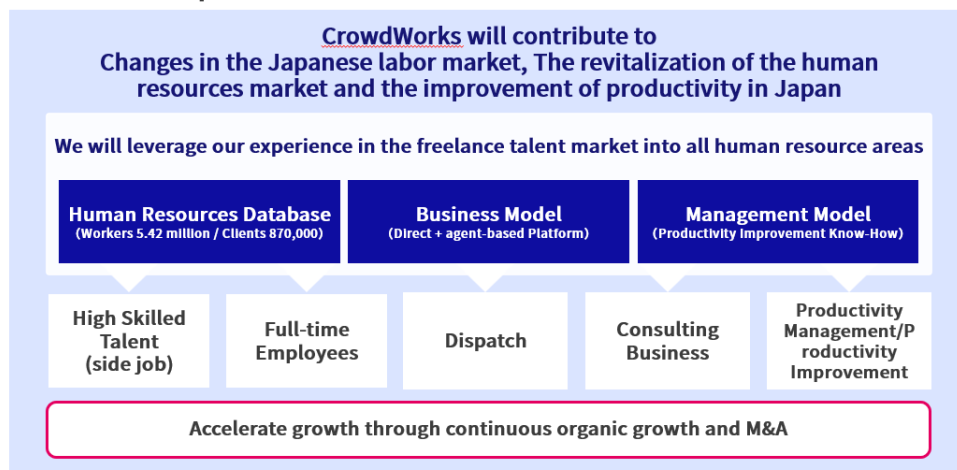 CrowdWorks will contribute to
Changes in the Japanese labor market, The revitalization of the human
resources market and the improvement of productivity in Japan
We will leverage our experience in the freelance talent market into all human resource areas
Human Resources Database
(Workers 5.42 million / Clients 870,000)
Business Model
(Direct + agent-based Platform)
Management Model
(Productivity Improvement Know-How)
High Skilled
Talent
(side job)
Full-time
Employees
Dispatch
Consulting
Business
Productivity
Management/P
roductivity
Improvement
Accelerate growth through continuous organic growth and M&A